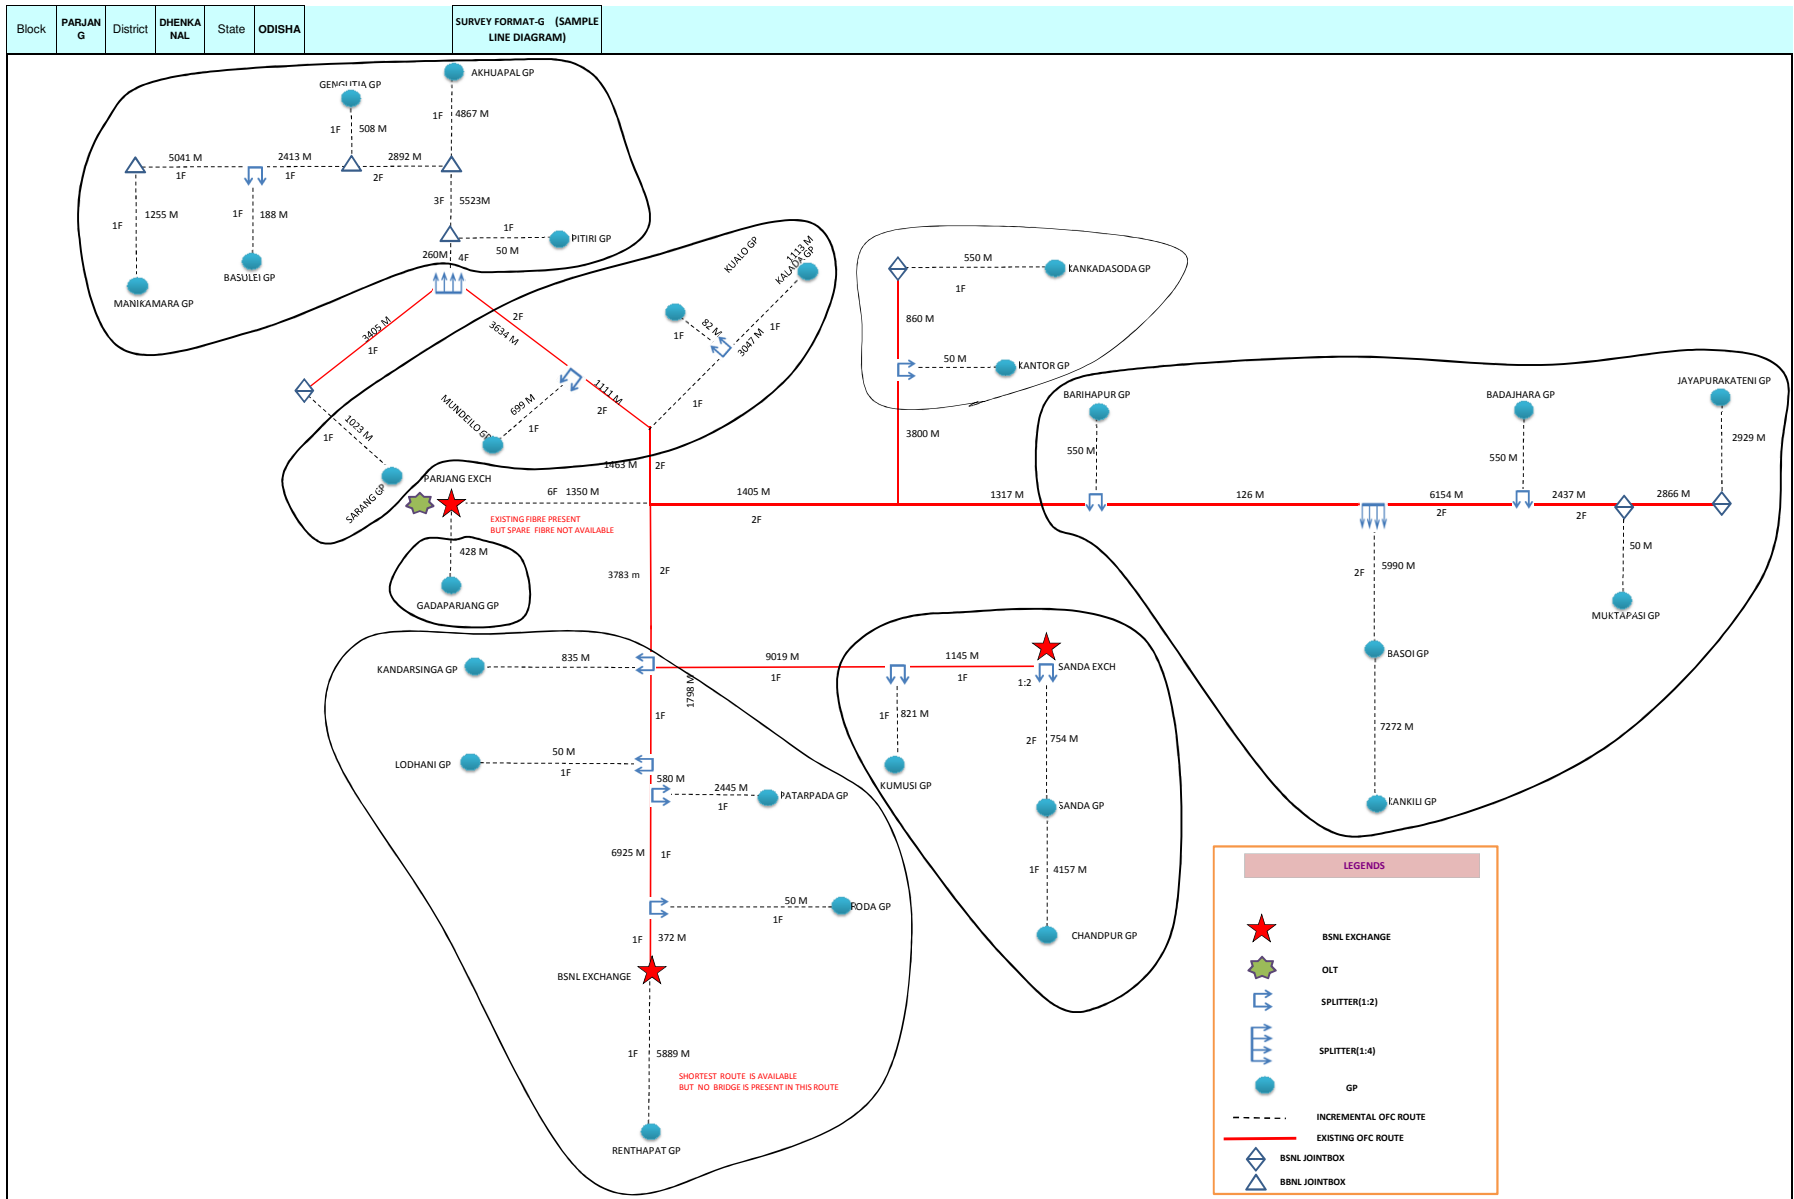 Block PARJAN
G District DHENKA
NAL State ODISHA SURVEY FORMAT-G (SAMPLE
LINE DIAGRAM)
AKHUAPAL GP
GENGUTIA GP
1F 4867 M
1F 508 M
5041 M
1F
2413 M
1F
2892 M
2F
1F 1255 M
1F 188 M
3F 5523M
1F
50 M
PITIRI GP
260M 4F
BASULEI GP
MANIKAMARA GP
KUALO GP
1113 M
KALADA GP
550 M
1F
KANKADASODA GP
3405 M
1F
2F
3634 M
82 M
1F
3047 M
1F
860 M
50 M
KANTOR GP
1111 M
2F
699 M
1F
MUNDEILO GP
1F
1023 M
1F
SARANG GP
3800 M
BARIHAPUR GP
BADAJHARA GP
JAYAPURAKATENI GP
550 M
550 M
2929 M
1463 M 2F
PARJANG EXCH
6F 1350 M
1405 M
2F
1317 M
126 M
6154 M
2F
2437 M
2F
2866 M
EXISTING FIBRE PRESENT
BUT SPARE FIBRE NOT AVAILABLE
428 M
GADAPARJANG GP
3783 m 2F
2F 5990 M
50 M
MUKTAPASI GP
BASOI GP
7272 M
KANKILI GP
KANDARSINGA GP
835 M
9019 M
1F
1145 M
1F
SANDA EXCH
1:2
1798 M
1F
1F 821 M
2F 754 M
LODHANI GP
50 M
1F
580 M
2445 M
1F
PATARPADA GP
KUMUSI GP
SANDA GP
6925 M 1F
1F 4157 M
50 M
1F
RODA GP
CHANDPUR GP
1F 372 M
BSNL EXCHANGE
1F 5889 M
SHORTEST ROUTE IS AVAILABLE
BUT NO BRIDGE IS PRESENT IN THIS ROUTE
RENTHAPAT GP
LEGENDS
BSNL EXCHANGE
OLT
SPLITTER(1:2)
SPLITTER(1:4)
GP
INCREMENTAL OFC ROUTE
EXISTING OFC ROUTE
BSNL JOINTBOX
BBNL JOINTBOX